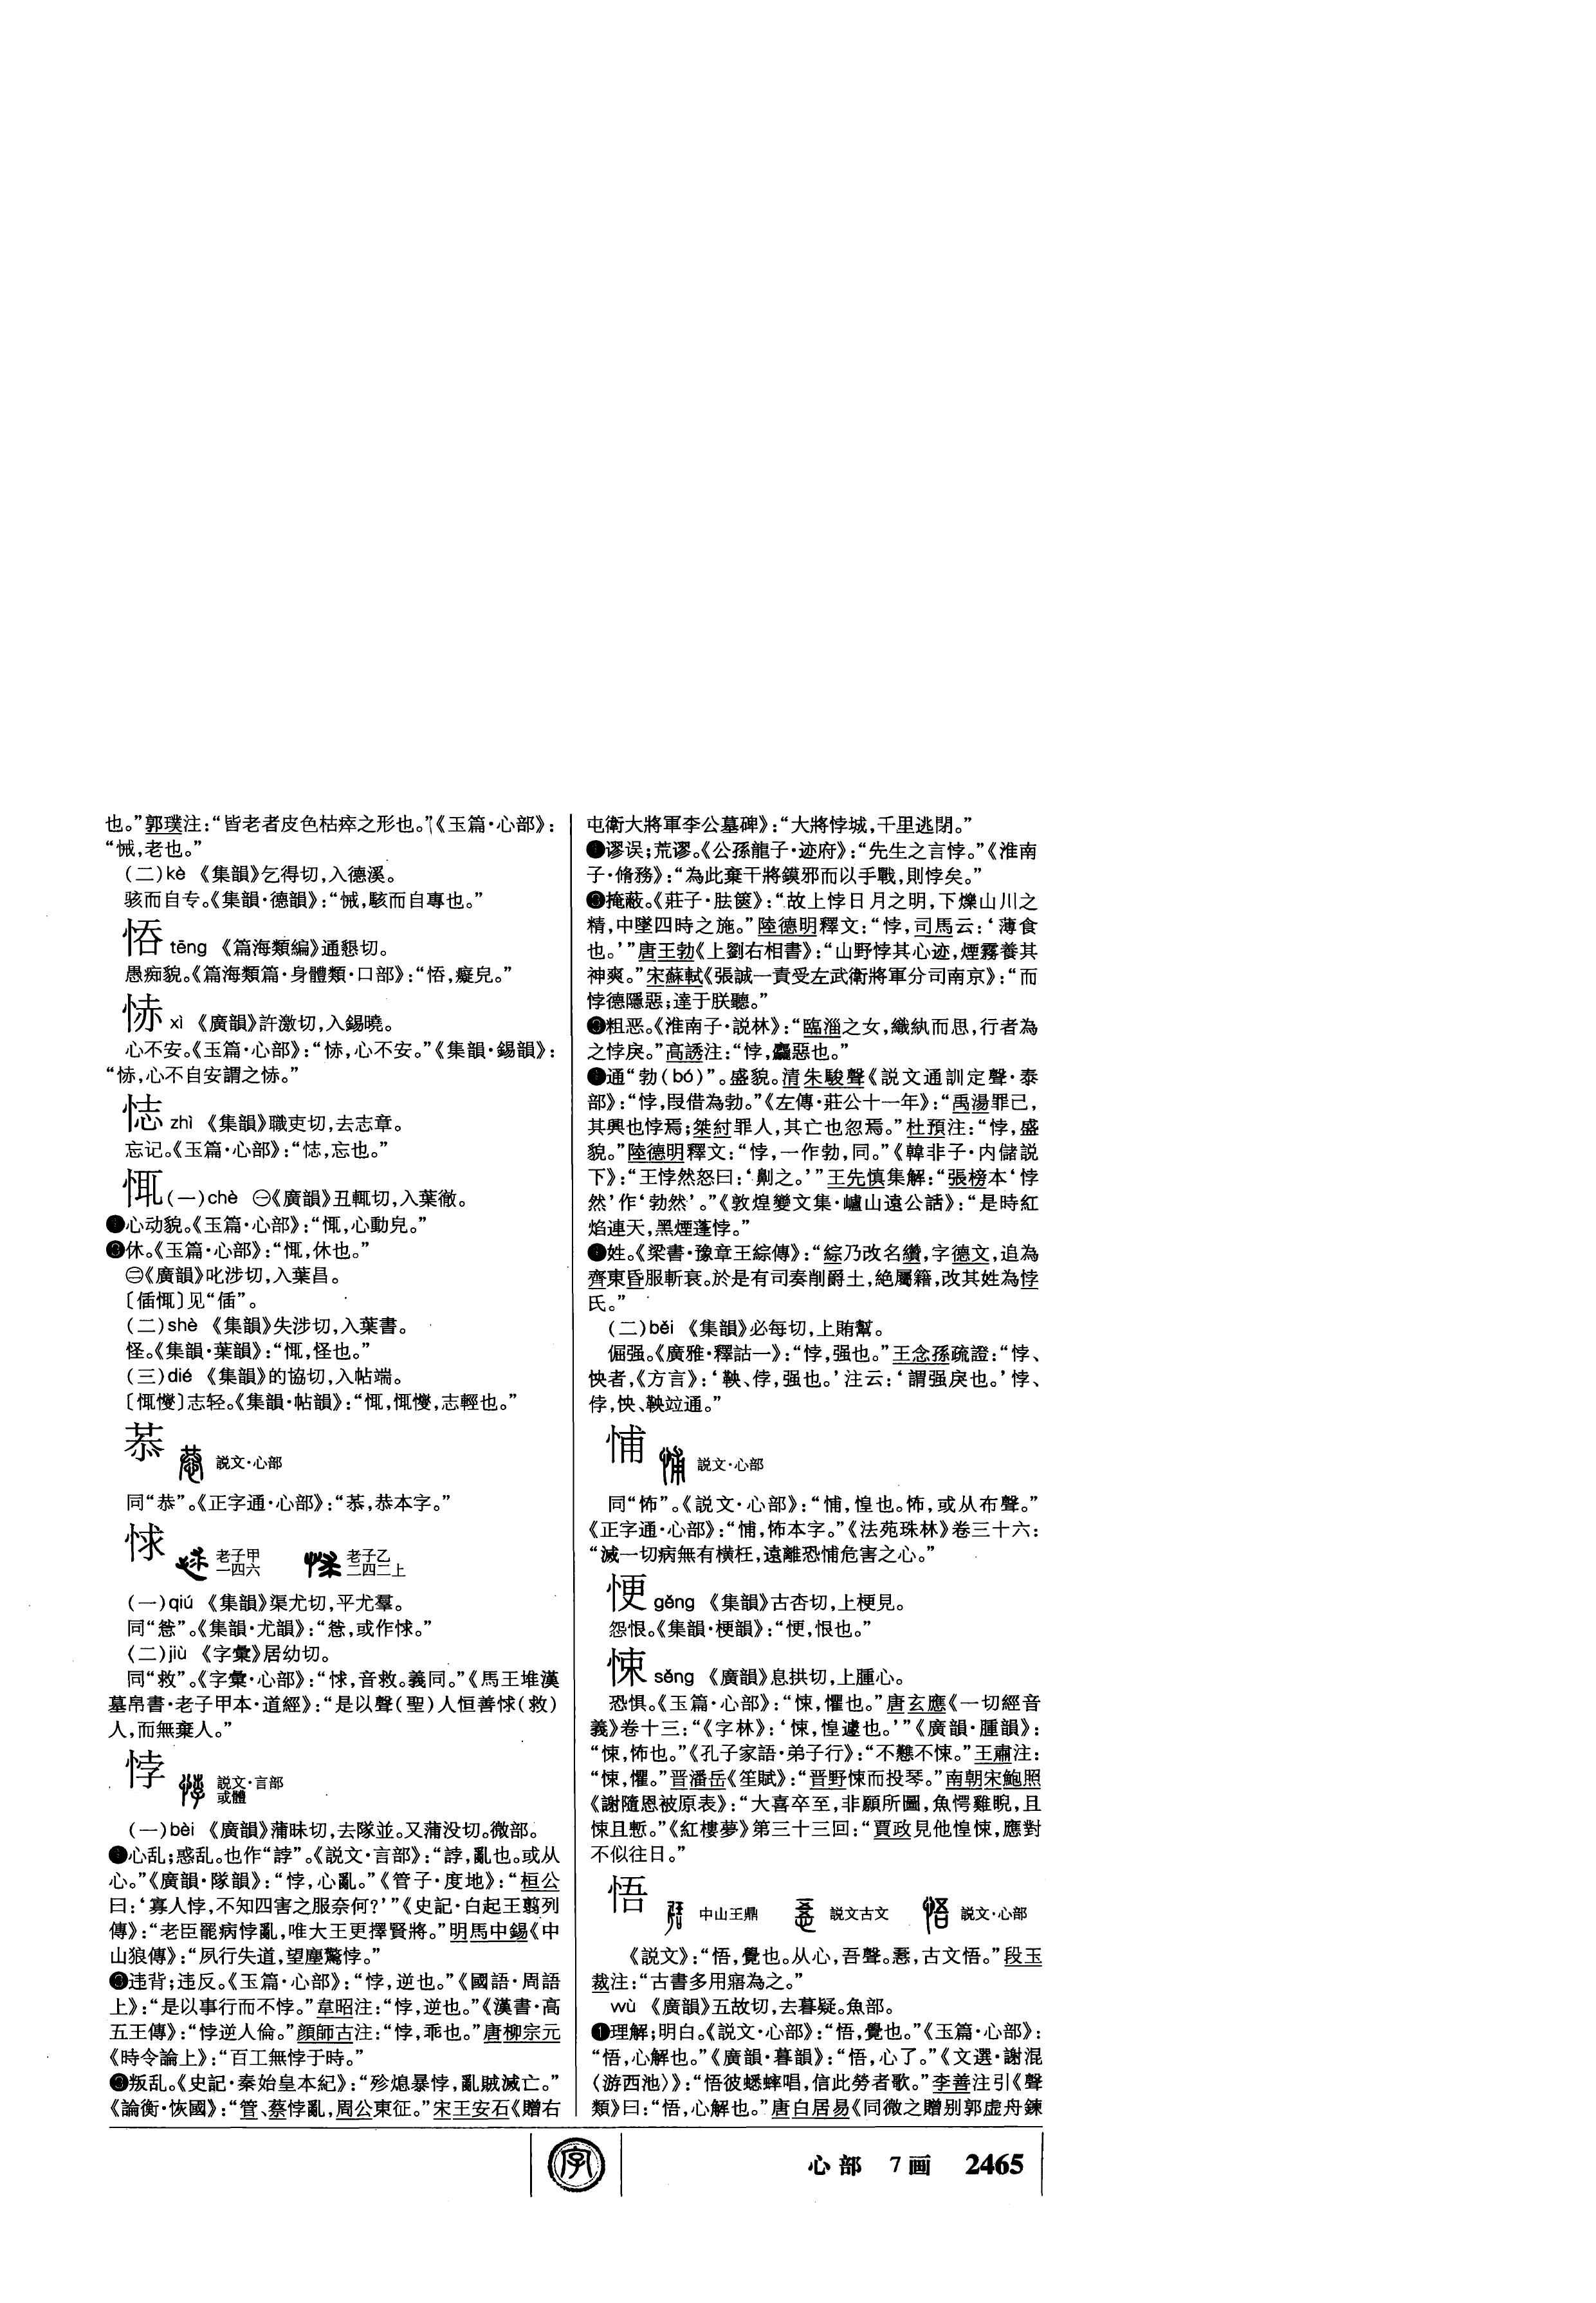 也。”郭璞注：“皆老者皮色枯瘁之形也。”《玉篇·心部》：
“悈，老也。”
（二）kè 《集韻》乞得切，入德溪。
骇而自专。《集韻·德韻》：“悈，駭而自專也。”
㤳 tēng 《篇海類編》通懇切。
愚痴貌。《篇海類篇·身體類·口部》：“㤳，癡皃。”
㤸 xì 《廣韻》許激切，入錫曉。
心不安。《玉篇·心部》：“㤸，心不安。”《集韻·錫韻》：
“㤸，心不自安謂之㤸。”
㤴 zhì 《集韻》職吏切，去志章。
忘记。《玉篇·心部》：“㤴，忘也。”
㤴（一）chè ㊀《廣韻》丑輒切，入葉徹。
❶心动貌。《玉篇·心部》：“㤴，心動皃。”
❷休。《玉篇·心部》：“㤴，休也。”
㊁《廣韻》叱涉切，入葉昌。
（二）shè 《集韻》失涉切，入葉書。
怪。《集韻·葉韻》：“㤴，怪也。”
（三）dié 《集韻》的協切，入帖端。
志轻。《集韻·帖韻》：“志輕也。”
㳟 説文·心部
同“恭”。《正字通·心部》：“㳟，恭本字。”
㤹 老子甲一四六 老子乙二四二上
（一）qiú 《集韻》渠尤切，平尤羣。
同“㤹”。《集韻·尤韻》：“或作㤹。”
（二）jiù 《字彙》居幼切。
同“救”。《字彙·心部》：“㤹，音救。義同。”《馬王堆漢
墓帛書·老子甲本·道經》：“是以聲（聖）人恒善㤹（救）
人，而無棄人。”
悖 説文·言部或體
（一）bèi 《廣韻》蒲昧切，去隊並。又蒲没切。微部。
❶心乱；惑乱。也作“誖”。《説文·言部》：“誖，亂也。或从
心。”《廣韻·隊韻》：“悖，心亂。”《管子·度地》：“桓公
曰：‘寡人悖，不知四害之服奈何？’”《史記·白起王翦列
傳》：“老臣罷病悖亂，唯大王更擇賢將。”明馬中錫《中
山狼傳》：“夙行失道，望塵驚悖。”
❷违背；违反。《玉篇·心部》：“悖，逆也。”《國語·周語
上》：“是以事行而不悖。”韋昭注：“悖，逆也。”《漢書·高
五王傳》：“悖逆人倫。”顔師古注：“悖，乖也。”唐柳宗元
《時令論上》：“百工無悖于時。”
❸叛乱。《史記·秦始皇本紀》：“殄熄暴悖，亂賊滅亡。”
《論衡·恢國》：“管、蔡悖亂，周公東征。”宋王安石《贈右
屯衛大將軍李公墓碑》：“大將悖城，千里逃閉。”
❹谬误；荒谬。《公孫龍子·迹府》：“先生之言悖。”《淮南
子·脩務》：“為此棄干將鏌邪而以手戰，則悖矣。”
❺掩蔽。《莊子·胠篋》：“故上悖日月之明，下爍山川之
精，中墜四時之施。”陸德明釋文：“悖，司馬云：‘薄食
也。’”唐王勃《上劉右相書》：“山野悖其心迹，煙霧養其
神爽。”宋蘇軾《張誠一責受左武衛將軍分司南京》：“而
悖德隱惡；達于朕聽。”
❻粗恶。《淮南子·説林》：“臨淄之女，織紈而思，行者為
之悖戾。”高誘注：“悖，麤惡也。”
❼通“勃（bó）”。盛貌。清朱駿聲《説文通訓定聲·泰
部》：“悖，叚借為勃。”《左傳·莊公十一年》：“禹湯罪己，
其興也悖焉；桀紂罪人，其亡也忽焉。”杜預注：“悖，盛
貌。”陸德明釋文：“悖，一作勃，同。”《韓非子·内儲説
下》：“王悖然怒曰：‘劓之。’”王先慎集解：“張榜本‘悖
然’作‘勃然’。”《敦煌變文集·廬山遠公話》：“是時紅
焰連天，黑煙蓬悖。”
❽姓。《梁書·豫章王綜傳》：“綜乃改名纘，字德文，追為
齊東昏服斬衰。於是有司奏削爵土，絶屬籍，改其姓為悖
氏。”
（二）běi 《集韻》必每切，上賄幫。
倔强。《廣雅·釋詁一》：“悖，强也。”王念孫疏證：“悖、
怏者，《方言》：‘鞅、侼，强也。’注云：‘謂强戾也。’悖、
侼，怏、鞅竝通。”
悑 説文·心部
同“怖”。《説文·心部》：“悑，惶也。怖，或从布聲。”
《正字通·心部》：“悑，怖本字。”《法苑珠林》卷三十六：
“滅一切病無有横枉，遠離恐悑危害之心。”
㤥 gěng 《集韻》古杏切，上梗見。
怨恨。《集韻·梗韻》：“㤥，恨也。”
悚 sǒng 《廣韻》息拱切，上腫心。
恐惧。《玉篇·心部》：“悚，懼也。”唐玄應《一切經音
義》卷十三：“《字林》：‘悚，惶遽也。’”《廣韻·腫韻》：
“悚，怖也。”《孔子家語·弟子行》：“不戁不悚。”王肅注：
“悚，懼。”晋潘岳《笙賦》：“晋野悚而投琴。”南朝宋鮑照
《謝隨恩被原表》：“大喜卒至，非願所圖，魚愕雞睨，且
悚且慙。”《紅樓夢》第三十三回：“賈政見他惶悚，應對
不似往日。”
悟 中山王鼎 説文古文 説文·心部
《説文》：“悟，覺也。从心，吾聲。㥊，古文悟。”段玉
裁注：“古書多用寤為之。”
wù 《廣韻》五故切，去暮疑。魚部。
❶理解；明白。《説文·心部》：“悟，覺也。”《玉篇·心部》：
“悟，心解也。”《廣韻·暮韻》：“悟，心了。”《文選·謝混
〈游西池〉》：“悟彼蟋蟀唱，信此勞者歌。”李善注引《聲
類》曰：“悟，心解也。”唐白居易《同微之贈别郭虚舟鍊
字
心部 7画 2465